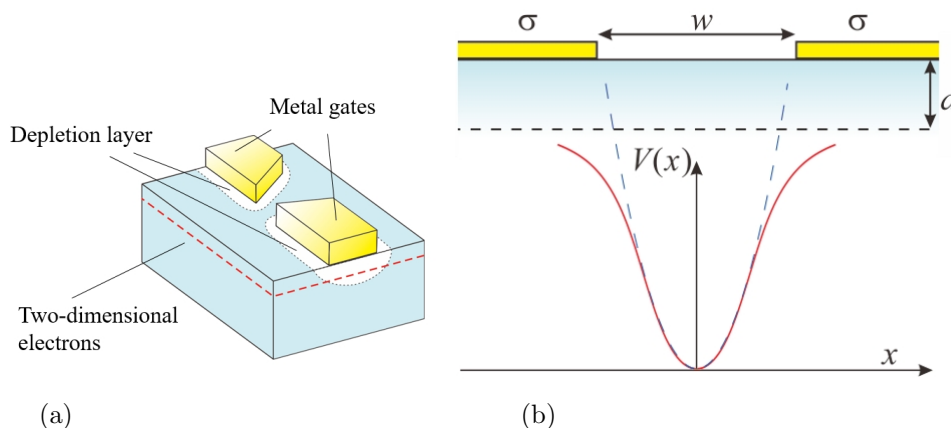 Metal gates
Depletion layer
Two-dimensional
electrons
(a)
σ
w
σ
d
V(x)
x
(b)